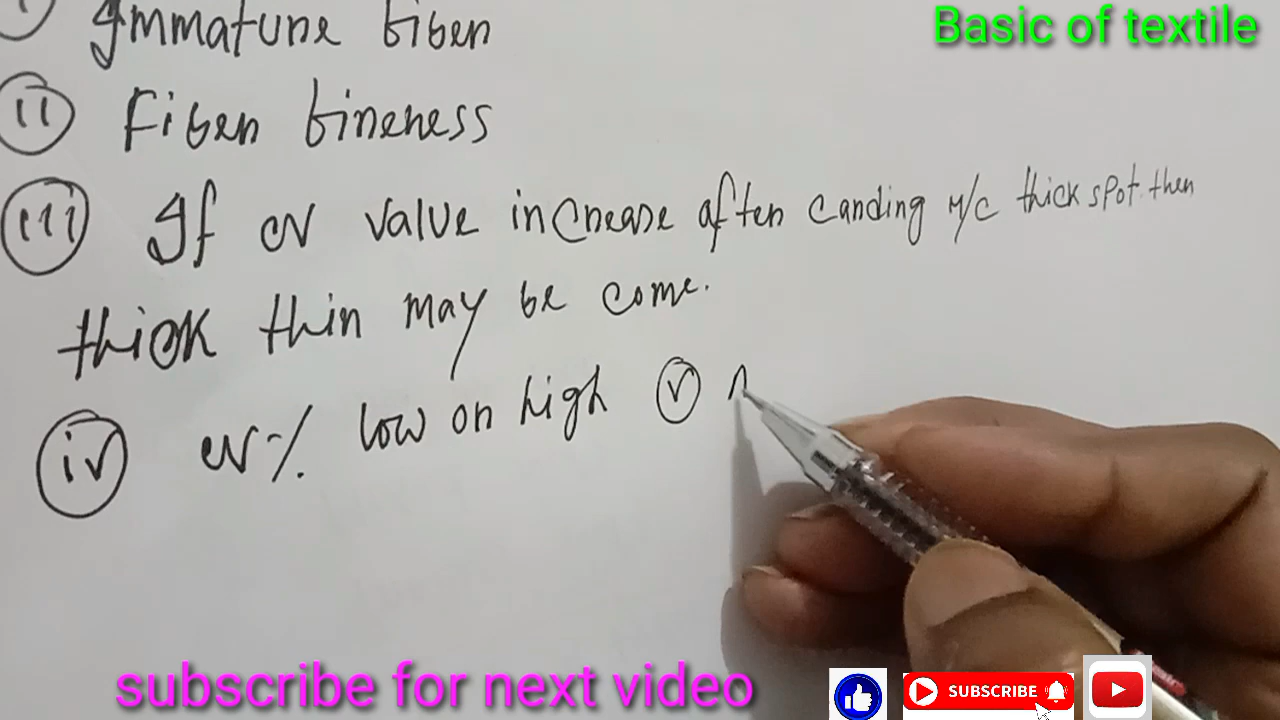 Basic of textile
i) Immature fiber
ii) Fiber fineness
iii) If cv value increase after carding M/C thick spot then
thick thin may be come.
iv) cv% low or high v)
subscribe for next video
SUBSCRIBE